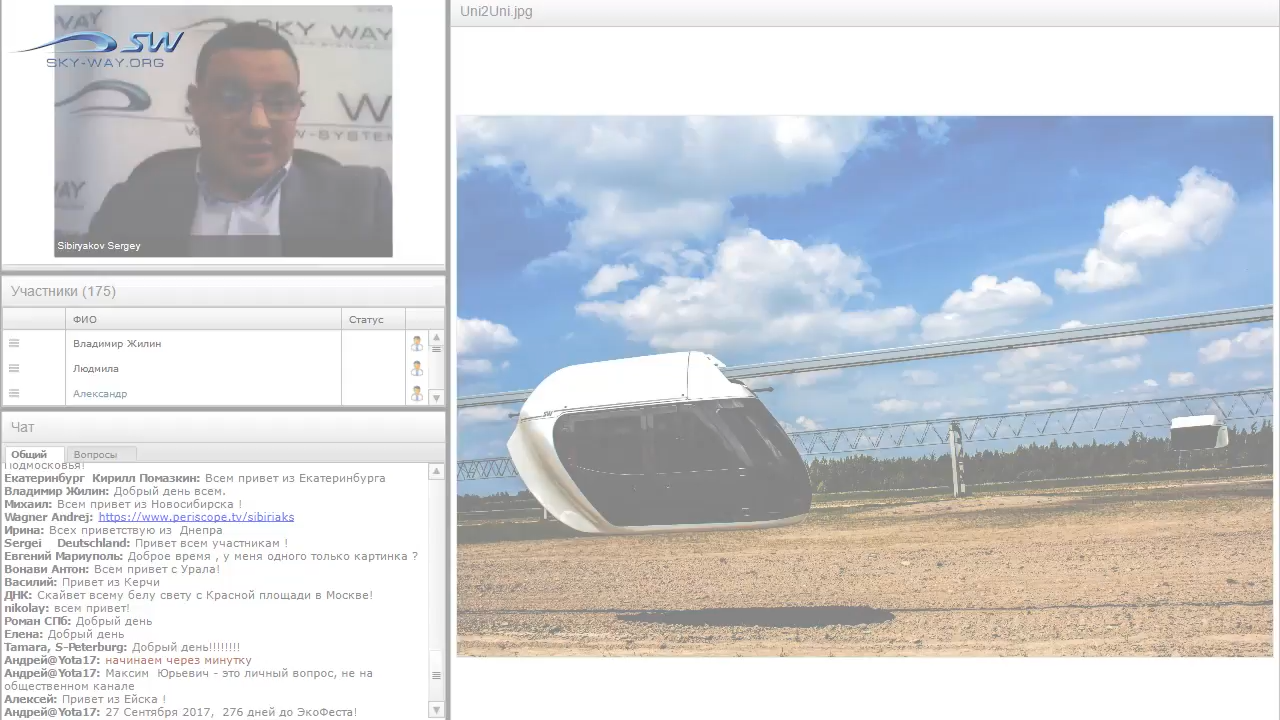 SW
SKY-WAY.ORG
WAY
SKY WAY
W
W-SYSTEM
WAY
Sibiryakov Sergey
Uni2Uni.jpg
Участники (175)
ФИО
Статус
Владимир Жилин
Людмила
Александр
Чат
Общий
Вопросы
Подмосковья!
Екатеринбург Кирилл Помазкин: Всем привет из Екатеринбурга
Владимир Жилин: Добрый день всем.
Михаил: Всем привет из Новосибирска !
Wagner Andrej: https://www.periscope.tv/sibiriaks
Ирина: Всех приветствую из Днепра
Sergei Deutschland: Привет всем участникам !
Евгений Мариуполь: Доброе время , у меня одного только картинка ?
Вонави Антон: Всем привет с Урала!
Василий: Привет из Керчи
ДНК: Скайвет всему белу свету с Красной площади в Москве!
nikolay: всем привет!
Роман СПб: Добрый день
Елена: Добрый день
Tamara, S-Peterburg: Добрый день!!!!!!!!
Андрей@Yota17: начинаем через минутку
Андрей@Yota17: Максим Юрьевич - это личный вопрос, не на
общественном канале
Алексей: Привет из Ейска !
Андрей@Yota17: 27 Сентября 2017, 276 дней до ЭкоФеста!